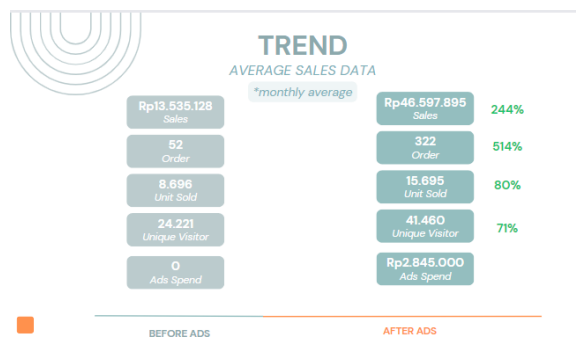 TREND
AVERAGE SALES DATA
*monthly average
Rp13.535.128
Sales
52
Order
8.696
Unit Sold
24.221
Unique Visitor
0
Ads Spend
Rp46.597.895
Sales
244%
322
Order
514%
15.695
Unit Sold
80%
41.460
Unique Visitor
71%
Rp2.845.000
Ads Spend
BEFORE ADS
AFTER ADS